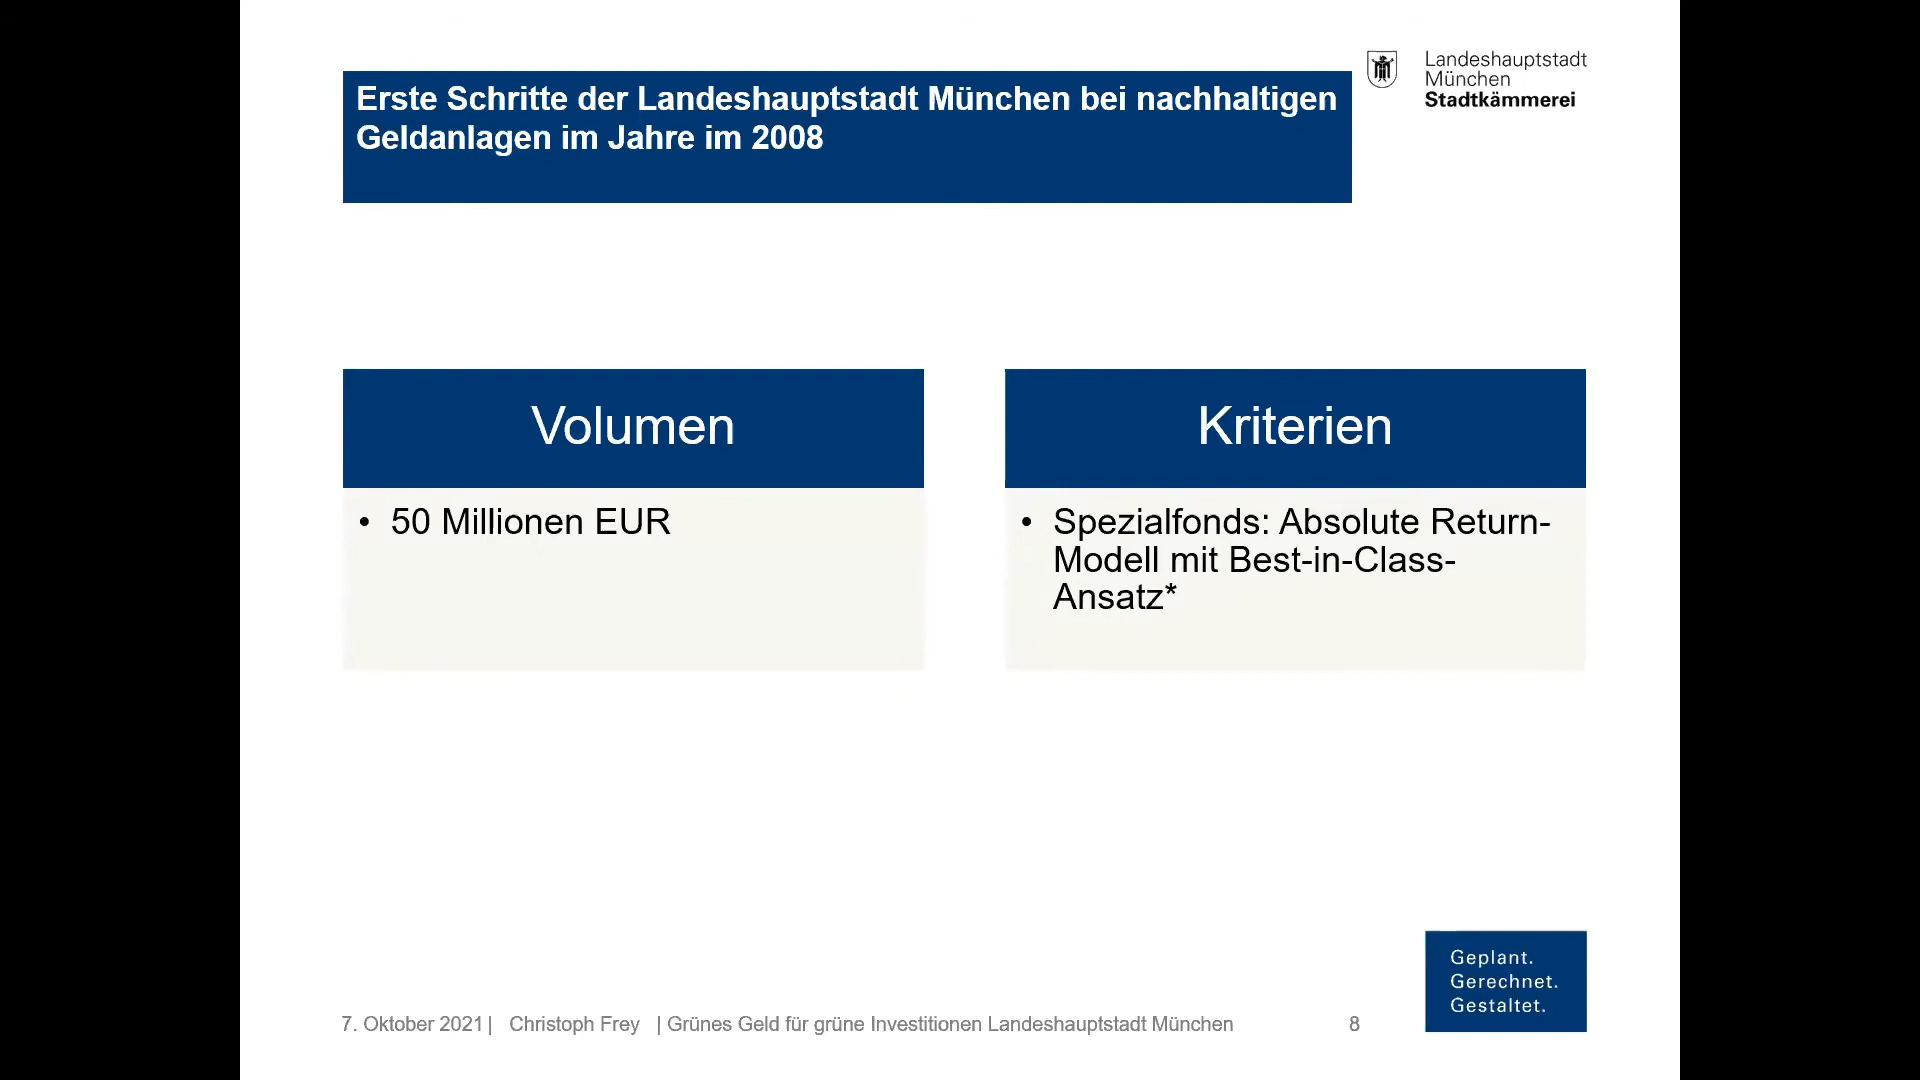 Erste Schritte der Landeshauptstadt München bei nachhaltigen
Geldanlagen im Jahre im 2008
Landeshauptstadt
München
Stadtkämmerei
Volumen
• 50 Millionen EUR
Kriterien
• Spezialfonds: Absolute Return-
Modell mit Best-in-Class-
Ansatz*
Geplant.
Gerechnet.
Gestaltet.
7. Oktober 2021 | Christoph Frey | Grünes Geld für grüne Investitionen Landeshauptstadt München 8